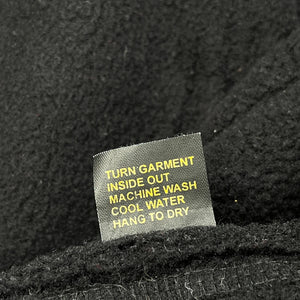 TURN GARMENT
INSIDE OUT
MACHINE WASH
COOL WATER
HANG TO DRY